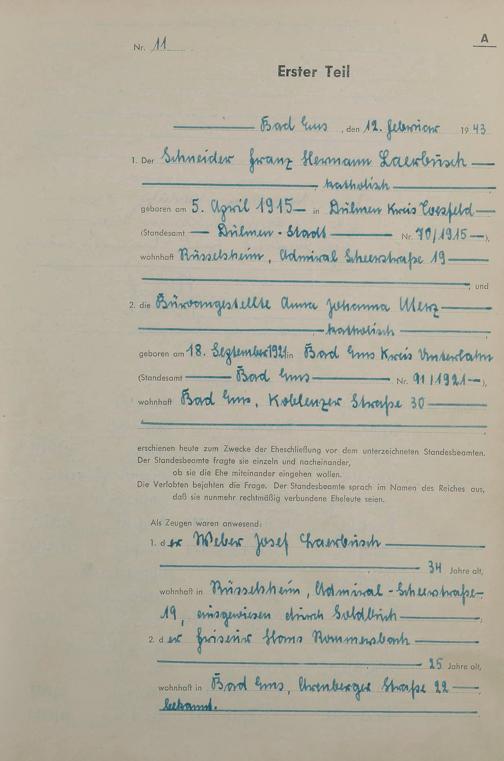 A
Nr. 11
Erster Teil
Bad Ems, den 12. Februar 1943
1. Der Schneider Franz Hermann Laerbusch
katholisch
geboren am 5. April 1915 in Dülmen Kreis Coesfeld
(Standesamt Dülmen-Stadt Nr. 70/1915),
wohnhaft Rüsselsheim, Admiral Scheerstraße 19
, und
2. die Büroangestellte Anna Johanna Merz
katholisch
geboren am 18. September 1921 in Bad Ems Kreis Unterlahn
(Standesamt Bad Ems Nr. 91/1921),
wohnhaft Bad Ems, Koblenzer Straße 30
erschienen heute zum Zwecke der Eheschließung vor dem unterzeichneten Standesbeamten.
Der Standesbeamte fragte sie einzeln und nacheinander,
ob sie die Ehe miteinander eingehen wollen.
Die Verlobten bejahten die Frage. Der Standesbeamte sprach im Namen des Reiches aus,
daß sie nunmehr rechtmäßig verbundene Eheleute seien.
Als Zeugen waren anwesend:
1. der Weber Josef Laerbusch
34 Jahre alt,
wohnhaft in Rüsselsheim, Admiral-Scheerstraße
19, ausgewiesen durch Soldbuch,
2. der Friseur Hans Rommersbach
25 Jahre alt,
wohnhaft in Bad Ems, Arenberger Straße 22
bekannt.